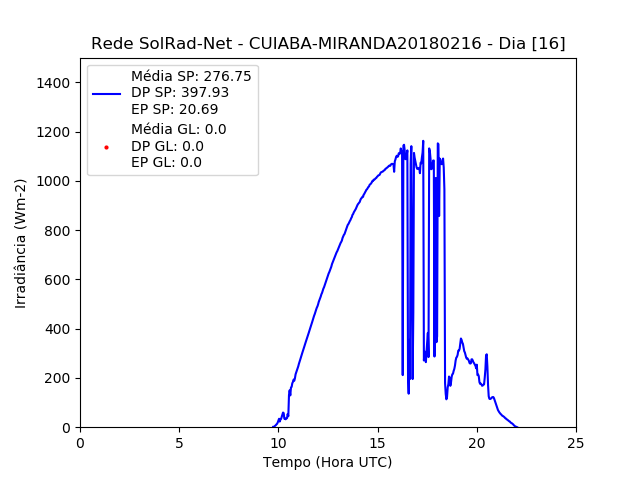 Rede SolRad-Net - CUIABA-MIRANDA20180216 - Dia [16]
Média SP: 276.75
DP SP: 397.93
EP SP: 20.69
Média GL: 0.0
DP GL: 0.0
EP GL: 0.0
Irradiância (Wm-2)
1400
1200
1000
800
600
400
200
0
0 5 10 15 20 25
Tempo (Hora UTC)